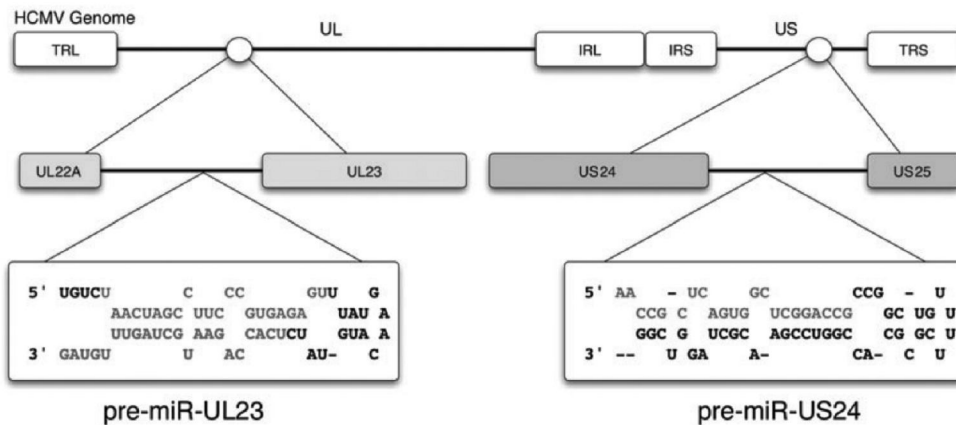 HCMV Genome
TRL UL IRL IRS US TRS
UL22A UL23 US24 US25
5' UGUCU C CC GUU G
AACUAGC UUC GUGAGA UAU A
UUGAUCG AAG CACUCU GUA A
3' GAUGU U AC AU- C
pre-miR-UL23
5' AA - UC GC CCG - U
CCG C AGUG UCGGACCG GC UG U
GGC G UCGC AGCCUGGC CG GC U
3' -- U GA A- CA- C U
pre-miR-US24